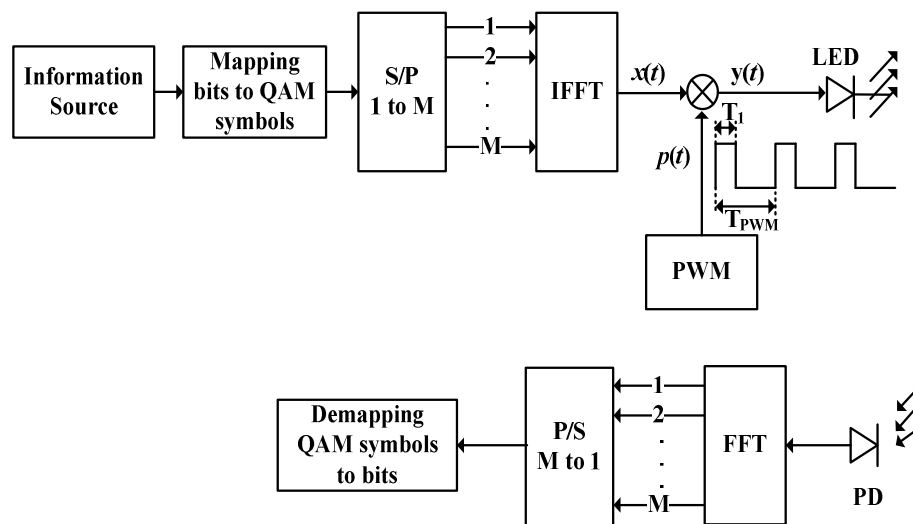 Information
Source
Mapping
bits to QAM
symbols
S/P
1 to M
1
2
.
.
.
M
IFFT
x(t)
y(t)
LED
T1
p(t)
TPWM
PWM
Demapping
QAM symbols
to bits
P/S
M to 1
1
2
.
.
.
M
FFT
PD